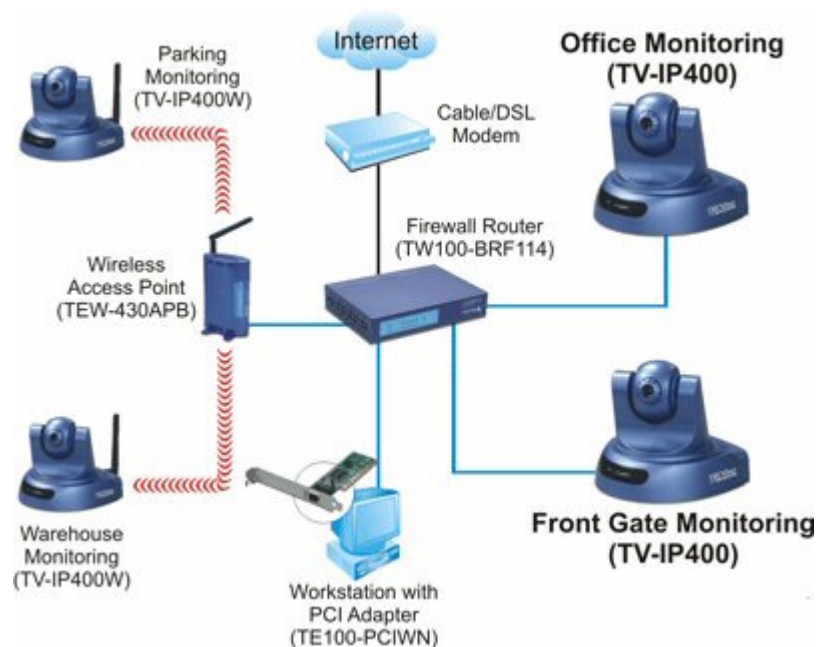 Internet
Parking
Monitoring
(TV-IP400W)
Office Monitoring
(TV-IP400)
Cable/DSL
Modem
Firewall Router
(TW100-BRF114)
Wireless
Access Point
(TEW-430APB)
Warehouse
Monitoring
(TV-IP400W)
Workstation with
PCI Adapter
(TE100-PCIWN)
Front Gate Monitoring
(TV-IP400)